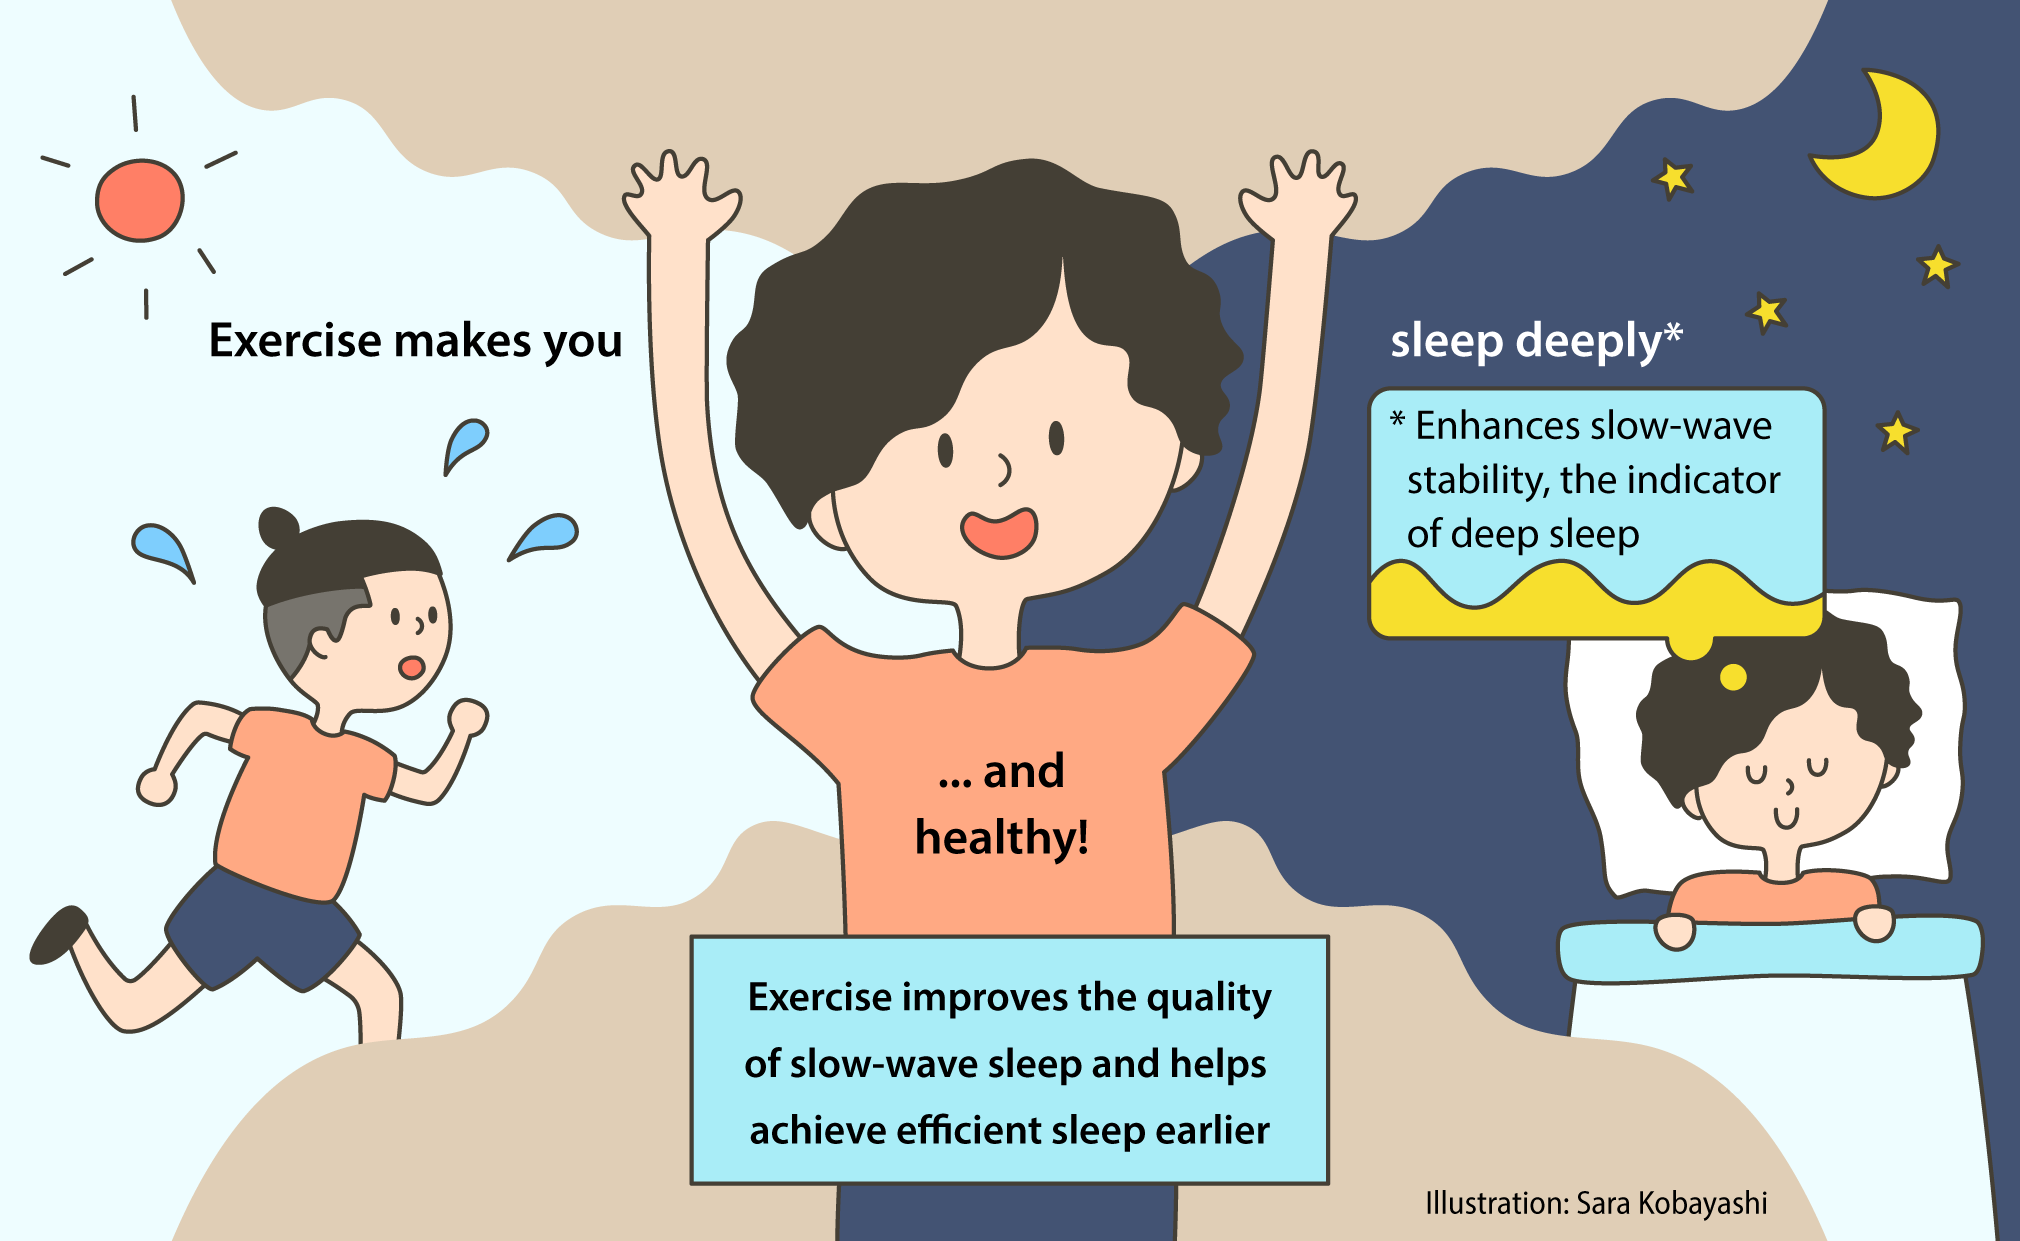 Exercise makes you
sleep deeply*
* Enhances slow-wave
stability, the indicator
of deep sleep
... and
healthy!
Exercise improves the quality
of slow-wave sleep and helps
achieve efficient sleep earlier
Illustration: Sara Kobayashi